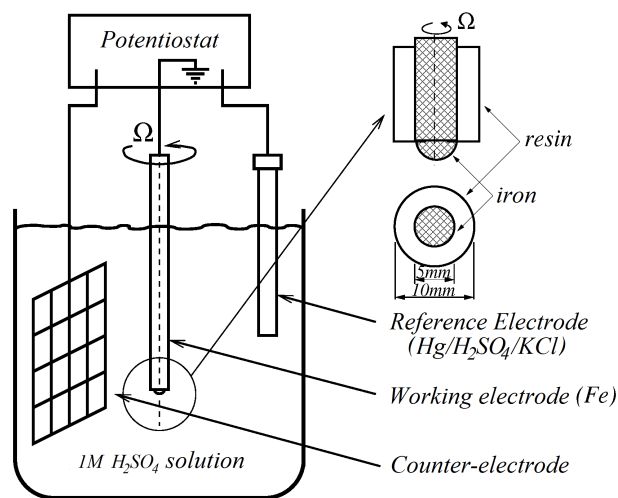 Potentiostat
Ω
Ω
resin
iron
5mm
10mm
Reference Electrode
(Hg/H₂SO₄/KCl)
Working electrode (Fe)
Counter-electrode
1M H₂SO₄ solution